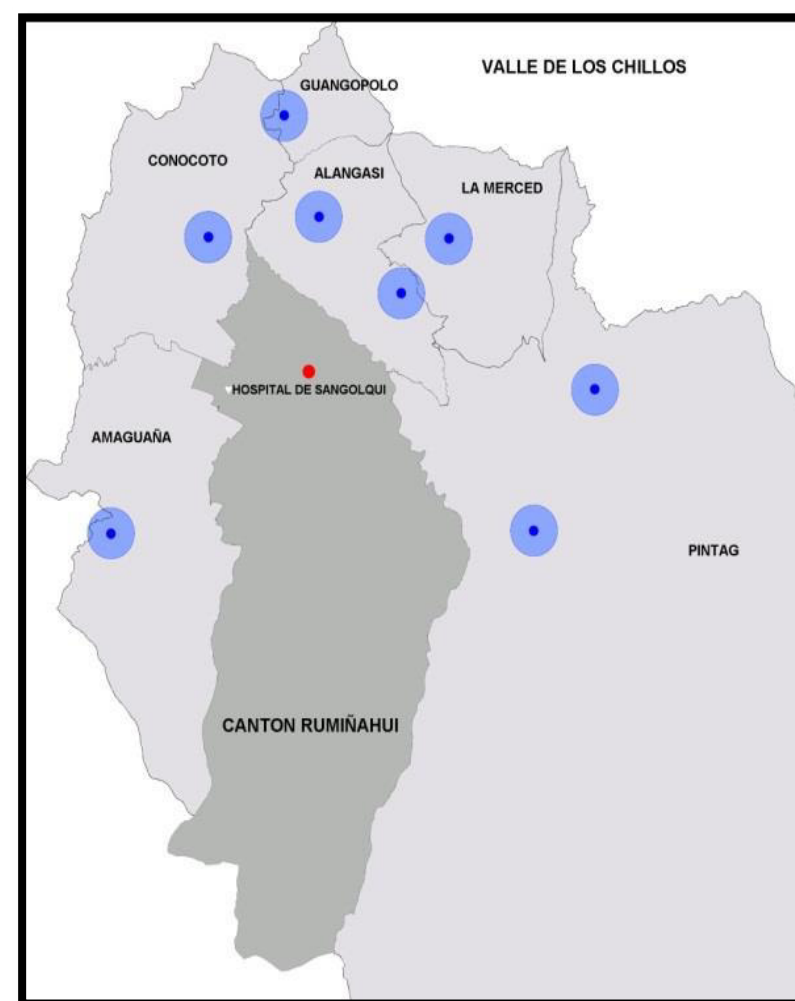 VALLE DE LOS CHILLOS
GUANGOPOLO
CONOCOTO
ALANGASI
LA MERCED
HOSPITAL DE SANGOLQUI
AMAGUAÑA
PINTAG
CANTON RUMIÑAHUI